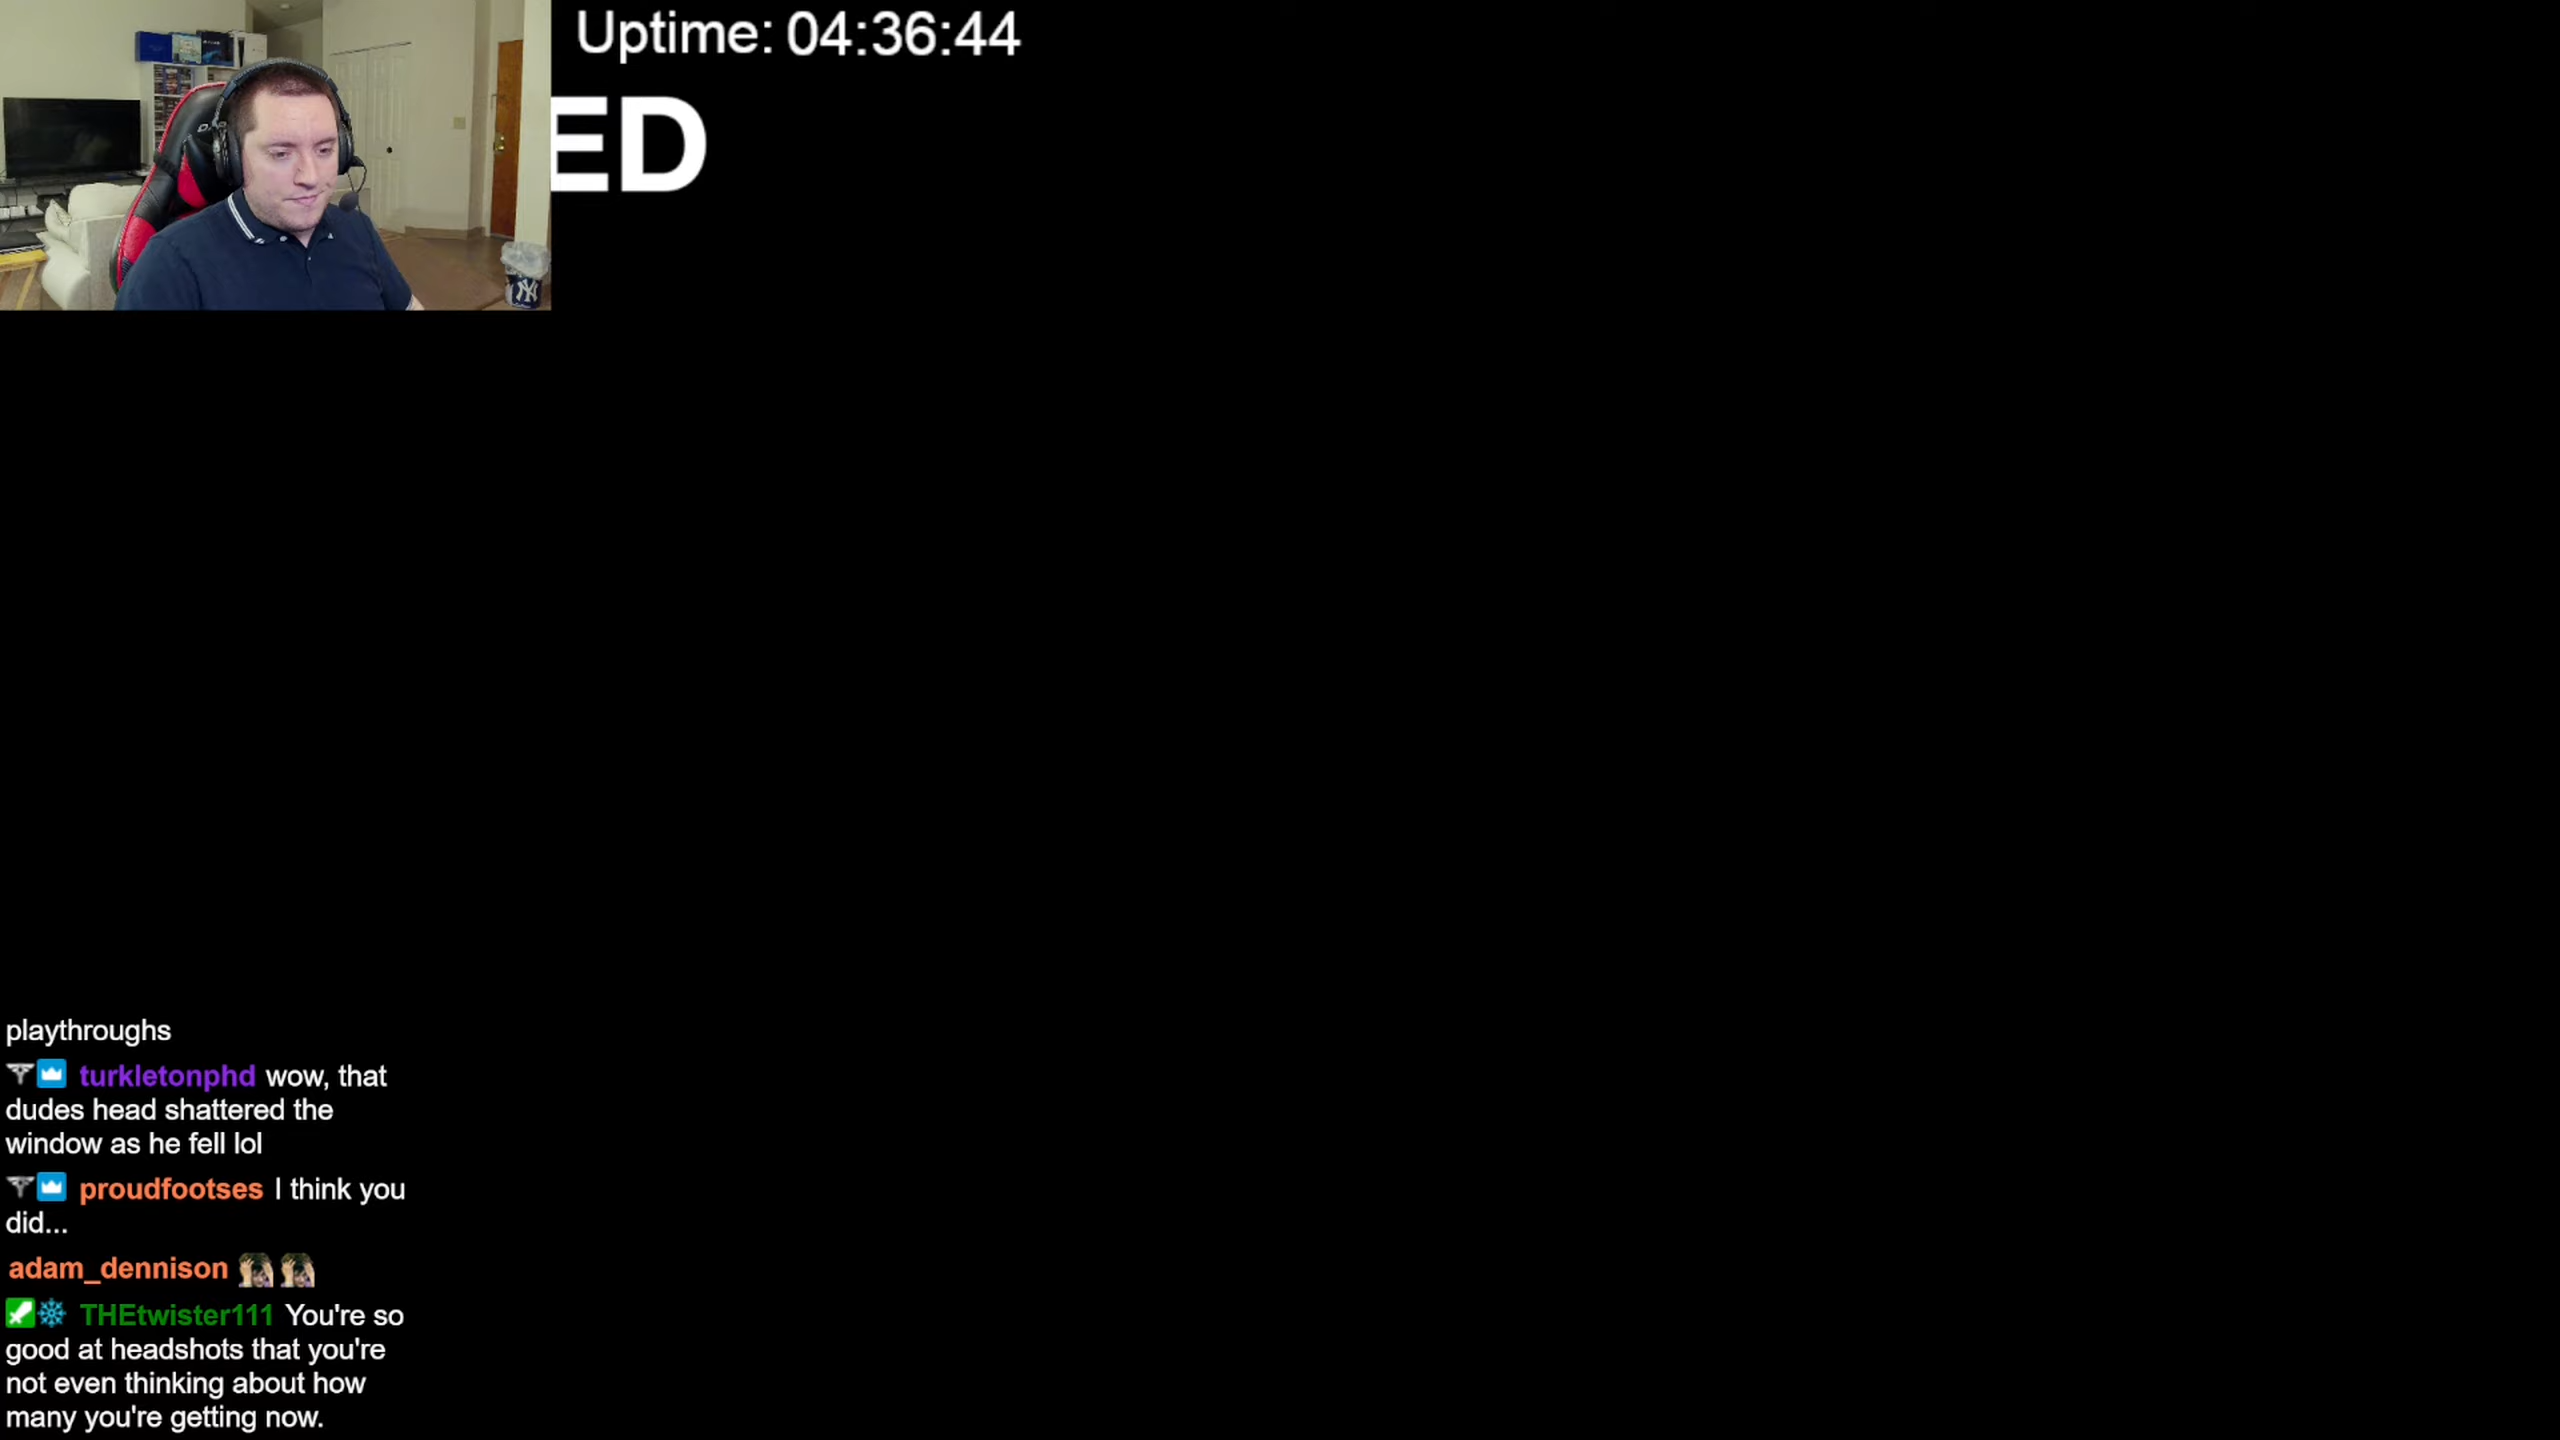 Uptime: 04:36:44
ED
playthroughs
turkletonphd wow, that
dudes head shattered the
window as he fell lol
proudfootses I think you
did...
adam_dennison
THEtwister111 You're so
good at headshots that you're
not even thinking about how
many you're getting now.